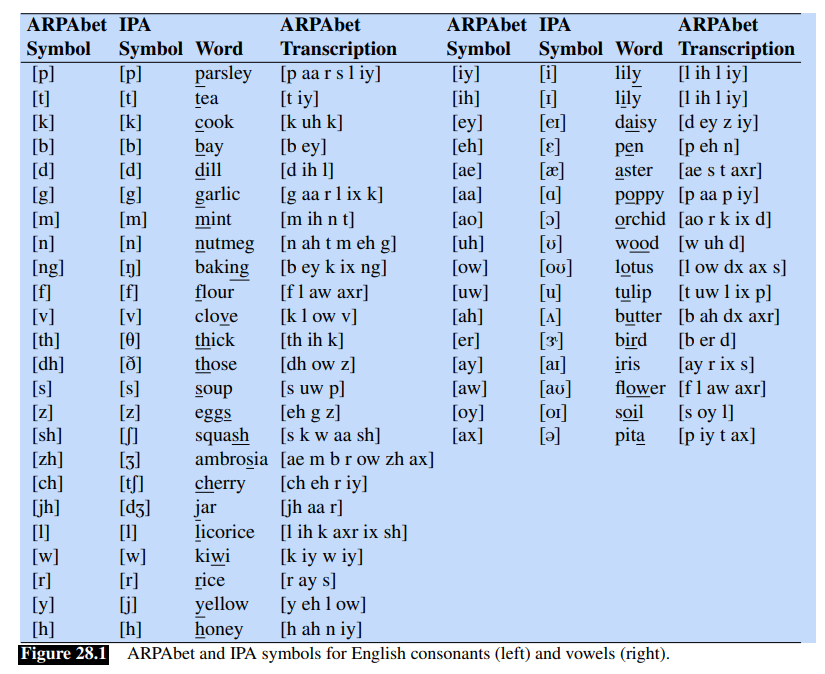 ARPAbet IPA ARPAbet ARPAbet IPA ARPAbet
Symbol Symbol Word Transcription Symbol Symbol Word Transcription
[p] [p] parsley [p aa r s l iy] [iy] [i] lily [l ih l iy]
[t] [t] tea [t iy] [ih] [ɪ] lily [l ih l iy]
[k] [k] cook [k uh k] [ey] [eɪ] daisy [d ey z iy]
[b] [b] bay [b ey] [eh] [ɛ] pen [p eh n]
[d] [d] dill [d ih l] [ae] [æ] aster [ae s t axr]
[g] [g] garlic [g aa r l ix k] [aa] [ɑ] poppy [p aa p iy]
[m] [m] mint [m ih n t] [ao] [ɔ] orchid [ao r k ix d]
[n] [n] nutmeg [n ah t m eh g] [uh] [ʊ] wood [w uh d]
[ng] [ŋ] baking [b ey k ix ng] [ow] [oʊ] lotus [l ow dx ax s]
[f] [f] flour [f l aw axr] [uw] [u] tulip [t uw l ix p]
[v] [v] clove [k l ow v] [ah] [ʌ] butter [b ah dx axr]
[th] [θ] thick [th ih k] [er] [ɝ] bird [b er d]
[dh] [ð] those [dh ow z] [ay] [aɪ] iris [ay r ix s]
[s] [s] soup [s uw p] [aw] [aʊ] flower [f l aw axr]
[z] [z] eggs [eh g z] [oy] [oɪ] soil [s oy l]
[sh] [ʃ] squash [s k w aa sh] [ax] [ə] pita [p iy t ax]
[zh] [ʒ] ambrosia [ae m b r ow zh ax]
[ch] [tʃ] cherry [ch eh r iy]
[jh] [dʒ] jar [jh aa r]
[l] [l] licorice [l ih k axr ix sh]
[w] [w] kiwi [k iy w iy]
[r] [r] rice [r ay s]
[y] [j] yellow [y eh l ow]
[h] [h] honey [h ah n iy]
Figure 28.1 ARPAbet and IPA symbols for English consonants (left) and vowels (right).